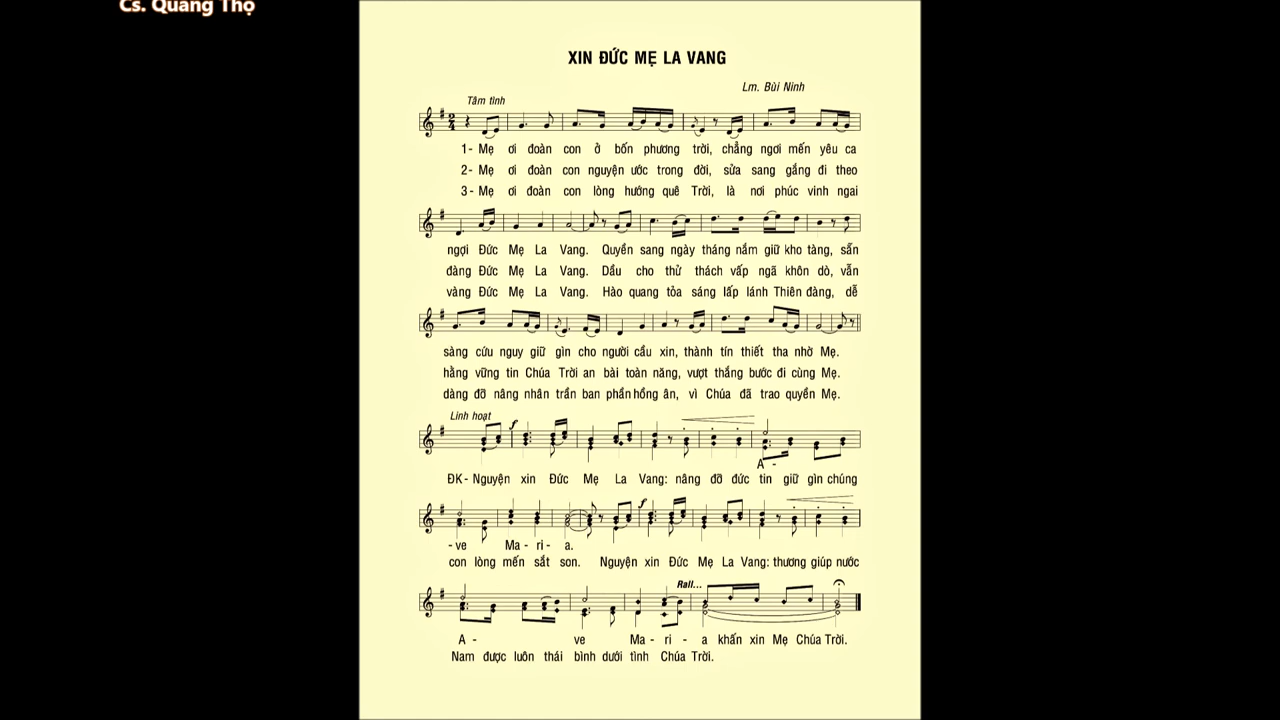 Cs. Quang Thọ
XIN ĐỨC MẸ LA VANG
Lm. Bùi Ninh
Tâm tình
1- Mẹ ơi đoàn con ở bốn phương trời, chẳng ngơi mến yêu ca
2- Mẹ ơi đoàn con nguyện ước trong đời, sửa sang gắng đi theo
3- Mẹ ơi đoàn con lòng hướng quê Trời, là nơi phúc vinh ngai
ngợi Đức Mẹ La Vang. Quyền sang ngày tháng nắm giữ kho tàng, sẵn
đàng Đức Mẹ La Vang. Dẫu cho thử thách vấp ngã khôn dò, vẫn
vàng Đức Mẹ La Vang. Hào quang tỏa sáng lấp lánh Thiên đàng, dễ
sàng cứu nguy giữ gìn cho người cầu xin, thành tín thiết tha nhờ Mẹ.
hằng vững tin Chúa Trời an bài toàn năng, vượt thắng bước đi cùng Mẹ.
dàng đỡ nâng nhân trần ban phần hồng ân, vì Chúa đã trao quyền Mẹ.
Linh hoạt
f
A -
ĐK- Nguyện xin Đức Mẹ La Vang: nâng đỡ đức tin giữ gìn chúng
f
- ve Ma - ri - a.
con lòng mến sắt son. Nguyện xin Đức Mẹ La Vang: thương giúp nước
Rall...
A - ve Ma - ri - a khấn xin Mẹ Chúa Trời.
Nam được luôn thái bình dưới tình Chúa Trời.